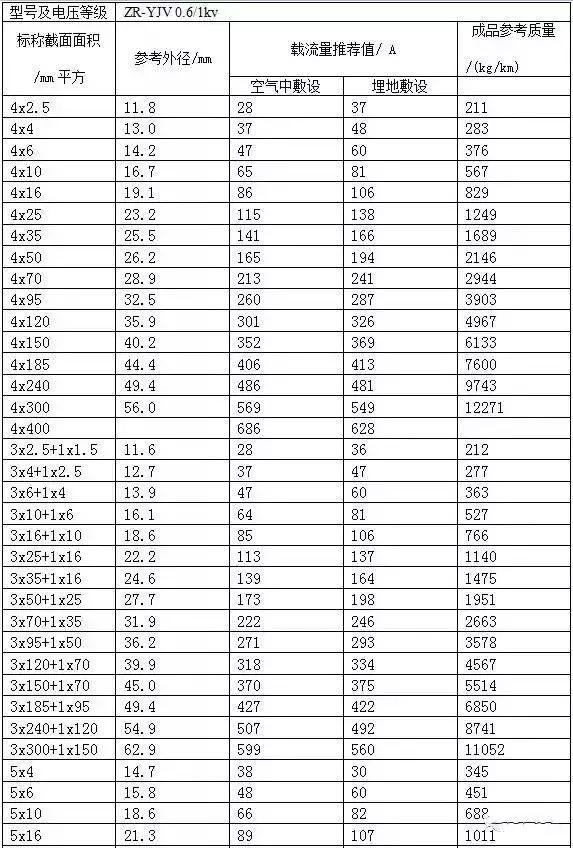 型号及电压等级 ZR-YJV 0.6/1kv
标称截面面积 /mm 平方 参考外径/mm 载流量推荐值/ A 成品参考质量 /(kg/km)
空气中敷设 埋地敷设
4x2.5 11.8 28 37 211
4x4 13.0 37 48 283
4x6 14.2 47 60 376
4x10 16.7 65 81 567
4x16 19.1 86 106 829
4x25 23.2 115 138 1249
4x35 25.5 141 166 1689
4x50 26.2 165 194 2146
4x70 28.9 213 241 2944
4x95 32.5 260 287 3903
4x120 35.9 301 326 4967
4x150 40.2 352 369 6133
4x185 44.4 406 413 7600
4x240 49.4 486 481 9743
4x300 56.0 569 549 12271
4x400 686 628
3x2.5+1x1.5 11.6 28 36 212
3x4+1x2.5 12.7 37 47 277
3x6+1x4 13.9 47 60 363
3x10+1x6 16.1 64 81 527
3x16+1x10 18.6 85 106 766
3x25+1x16 22.2 113 137 1140
3x35+1x16 24.6 139 164 1475
3x50+1x25 27.7 173 198 1951
3x70+1x35 31.9 222 246 2663
3x95+1x50 36.2 271 293 3578
3x120+1x70 39.9 318 334 4567
3x150+1x70 45.0 370 375 5514
3x185+1x95 49.4 427 422 6850
3x240+1x120 54.9 507 492 8741
3x300+1x150 62.9 599 560 11052
5x4 14.7 38 30 345
5x6 15.8 48 60 451
5x10 18.6 66 82 688
5x16 21.3 89 107 1011